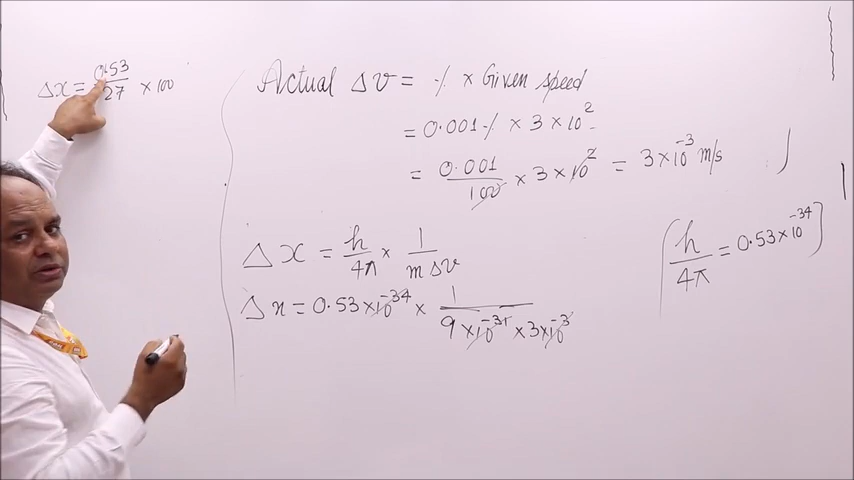 Δx = 0.53/27 × 100
Actual Δv = % × Given speed
= 0.001 % × 3 × 10²
= 0.001/100 × 3 × 10² = 3 × 10⁻³ m/s
Δx = h/4π × 1/mΔv
(h/4π = 0.53 × 10⁻³⁴)
Δx = 0.53 × 10⁻³⁴ × 1/9 × 10⁻³¹ × 3 × 10⁻³